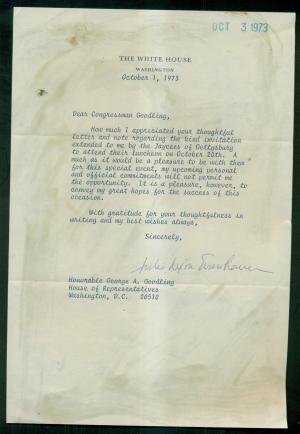 OCT 3 1973
THE WHITE HOUSE
WASHINGTON
October 1, 1973
Dear Congressman Goodling,
How much I appreciated your thoughtful
letter and note regarding the kind invitation
extended to me by the Jaycees of Gettysburg
to attend their luncheon on October 20th. A
much as it would be a pleasure to be with them
for this special event, my upcoming personal
and official commitments will not permit me
the opportunity. It is a pleasure, however, to
convey my great hopes for the success of this
occasion.
With gratitude for your thoughtfulness in
writing and my best wishes always,
Sincerely,
Julie Nixon Eisenhower
Honorable George A. Goodling
House of Representatives
Washington, D.C. 20510